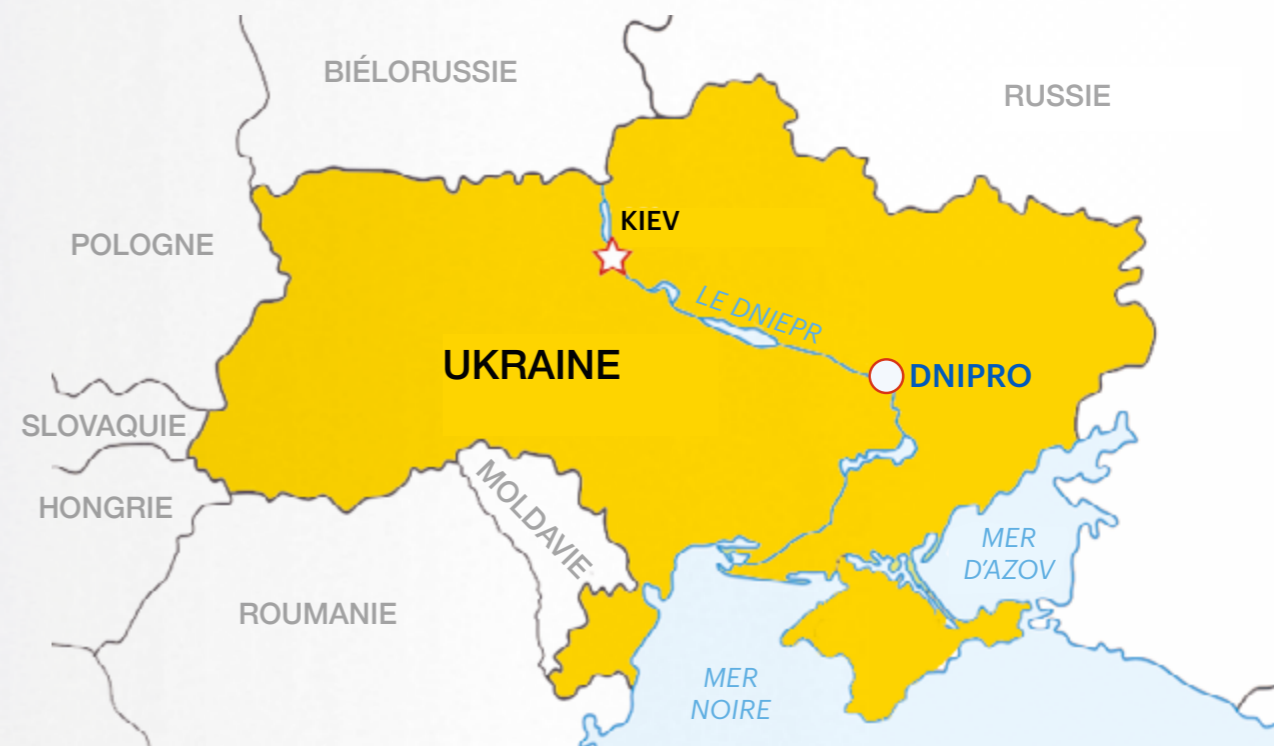 BIÉLORUSSIE
RUSSIE
KIEV
POLOGNE
LE DNIEPR
UKRAINE
DNIPRO
SLOVAQUIE
HONGRIE
MOLDAVIE
MER
D'AZOV
ROUMANIE
MER
NOIRE